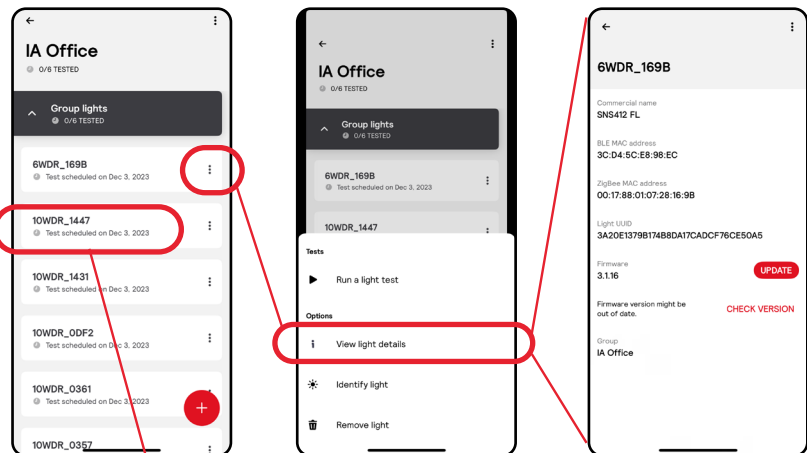 IA Office
0/6 TESTED
Group lights
0/6 TESTED
6WDR_169B
Test scheduled on Dec 3, 2023
10WDR_1447
Test scheduled on Dec 3, 2023
10WDR_1431
Test scheduled on Dec 3, 2023
10WDR_0DF2
Test scheduled on Dec 3, 2023
10WDR_0361
Test scheduled on Dec 3, 2023
10WDR_0357
IA Office
0/6 TESTED
Group lights
0/6 TESTED
6WDR_169B
Test scheduled on Dec 3, 2023
10WDR_1447
Tests
Run a light test
Options
View light details
Identify light
Remove light
6WDR_169B
Commercial name
SNS412 FL
BLE MAC address
3C:D4:5C:E8:98:EC
ZigBee MAC address
00:17:88:01:07:28:16:9B
Light UUID
3A20E1379B174B8DA17CADCF76CE50A5
Firmware
3.1.16
UPDATE
Firmware version might be
out of date.
CHECK VERSION
Group
IA Office